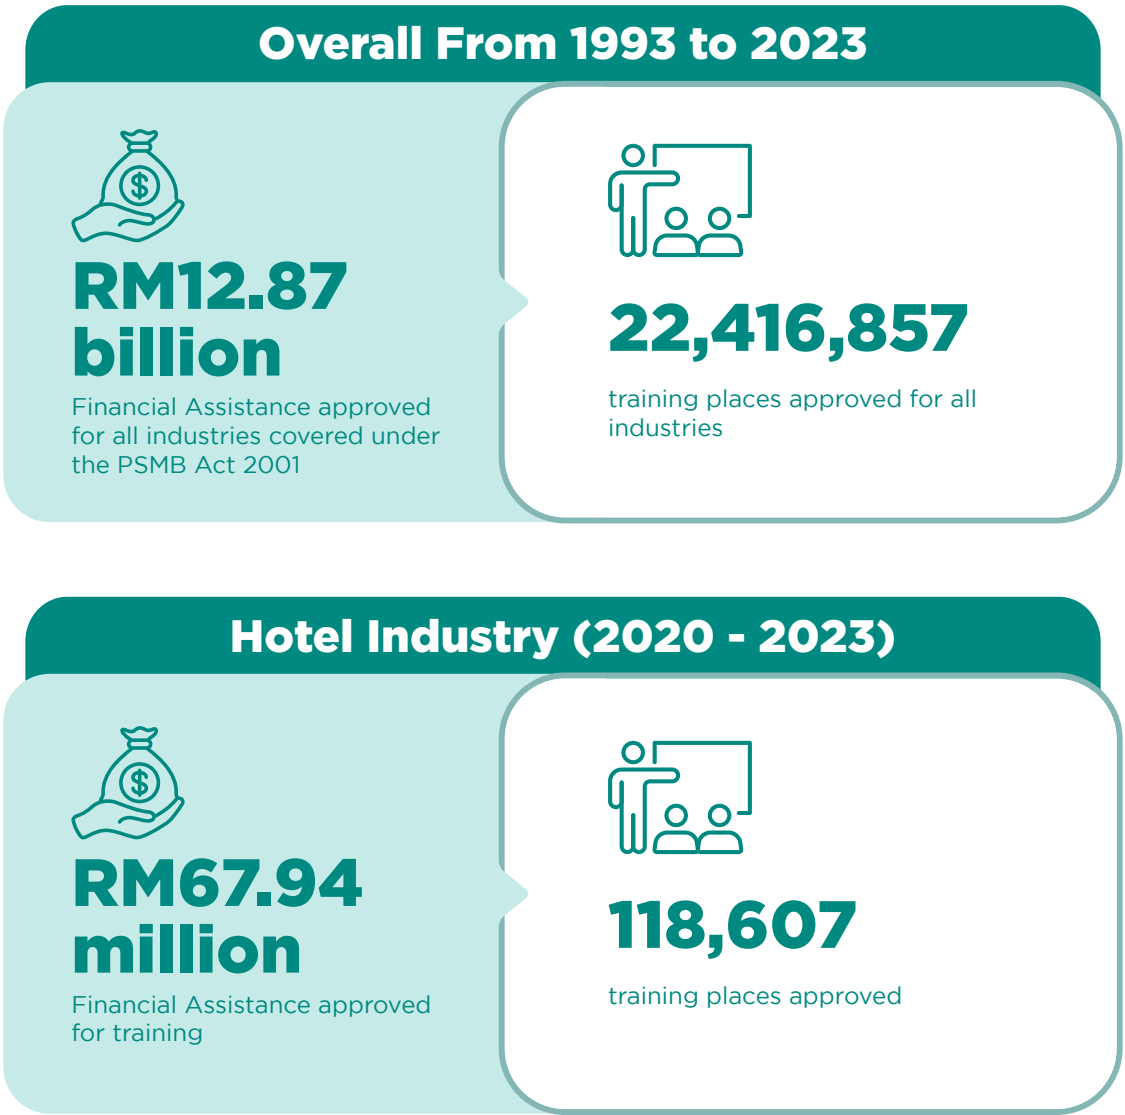 Overall From 1993 to 2023
$
RM12.87
billion
Financial Assistance approved
for all industries covered under
the PSMB Act 2001
22,416,857
training places approved for all
industries
Hotel Industry (2020 - 2023)
$
RM67.94
million
Financial Assistance approved
for training
118,607
training places approved